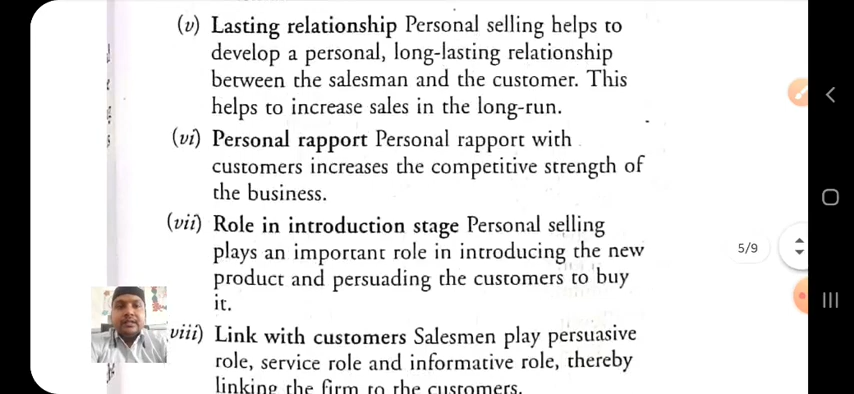 (v) Lasting relationship Personal selling helps to
develop a personal, long-lasting relationship
between the salesman and the customer. This
helps to increase sales in the long-run.
(vi) Personal rapport Personal rapport with
customers increases the competitive strength of
the business.
(vii) Role in introduction stage Personal selling
plays an important role in introducing the new
product and persuading the customers to buy
it.
viii) Link with customers Salesmen play persuasive
role, service role and informative role, thereby
linking the firm to the customers.
5/9